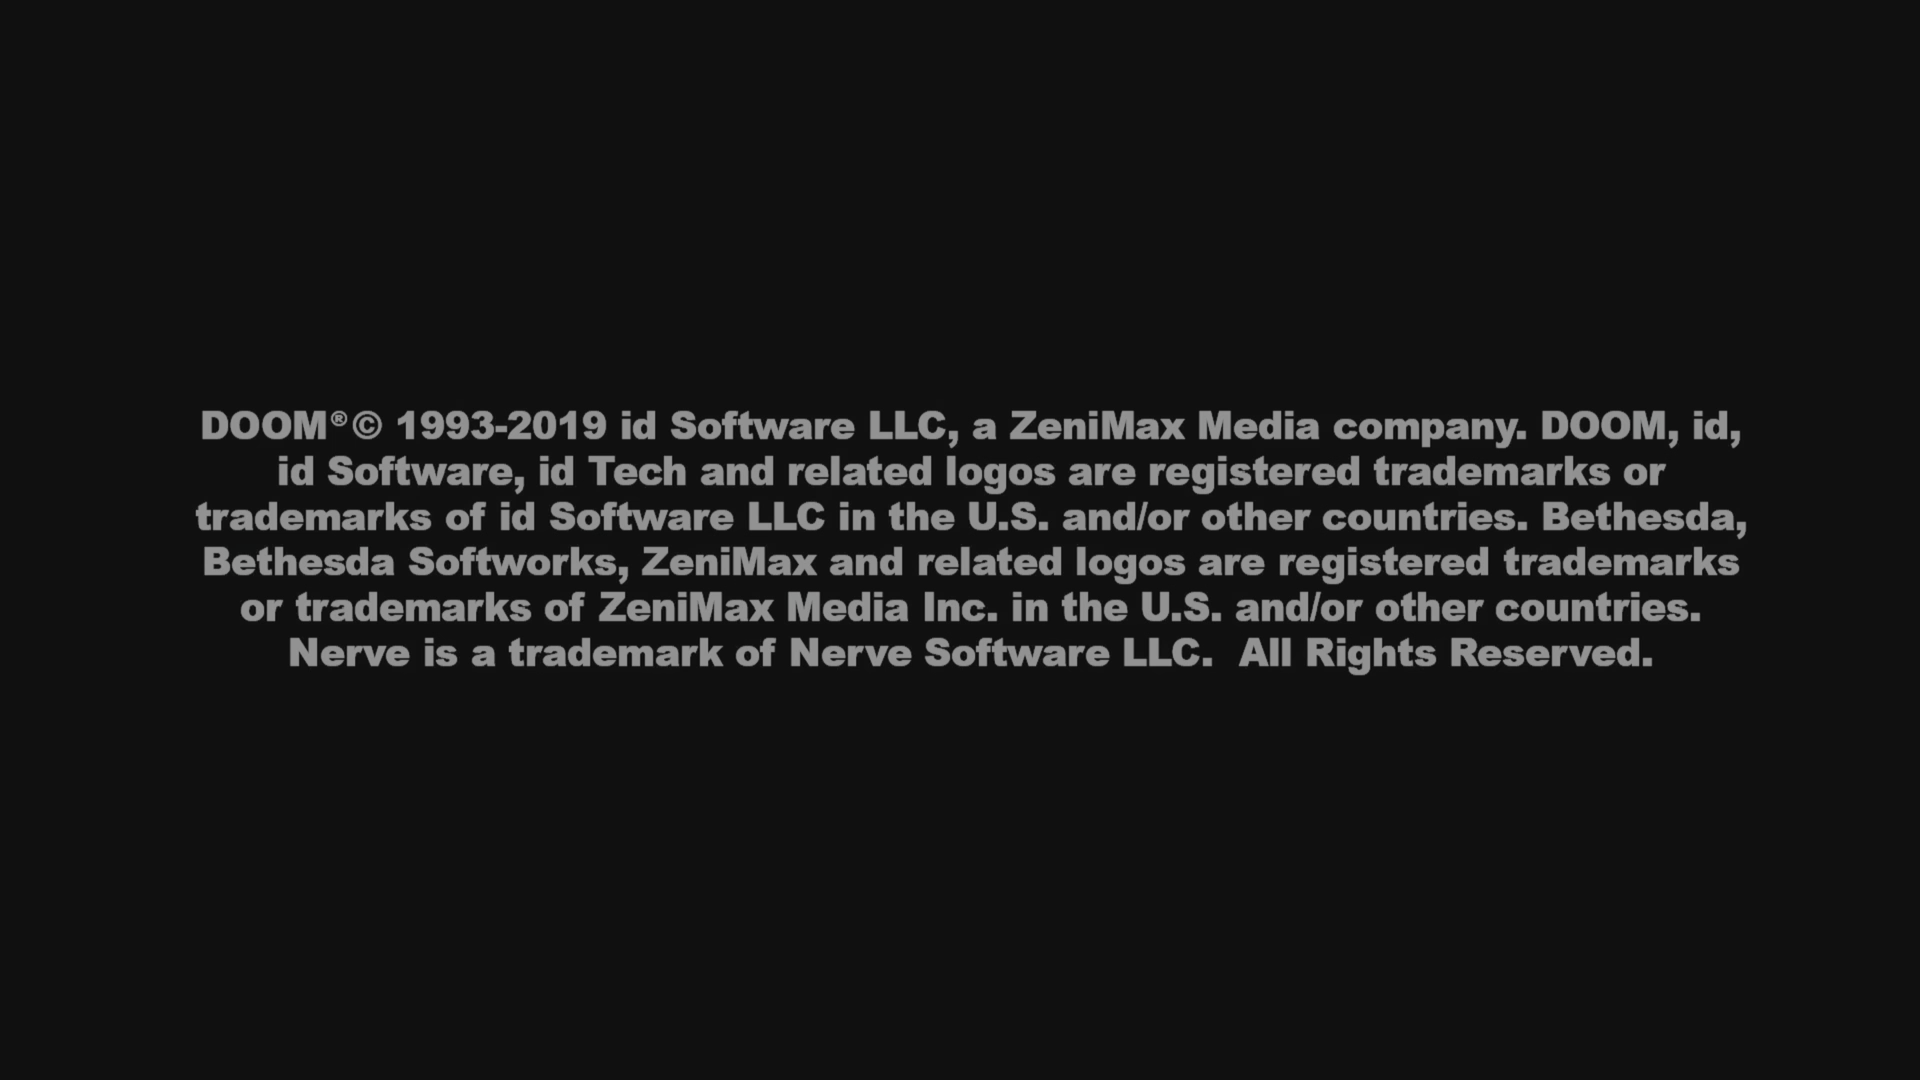 DOOM®© 1993-2019 id Software LLC, a ZeniMax Media company. DOOM, id,
id Software, id Tech and related logos are registered trademarks or
trademarks of id Software LLC in the U.S. and/or other countries. Bethesda,
Bethesda Softworks, ZeniMax and related logos are registered trademarks
or trademarks of ZeniMax Media Inc. in the U.S. and/or other countries.
Nerve is a trademark of Nerve Software LLC.  All Rights Reserved.